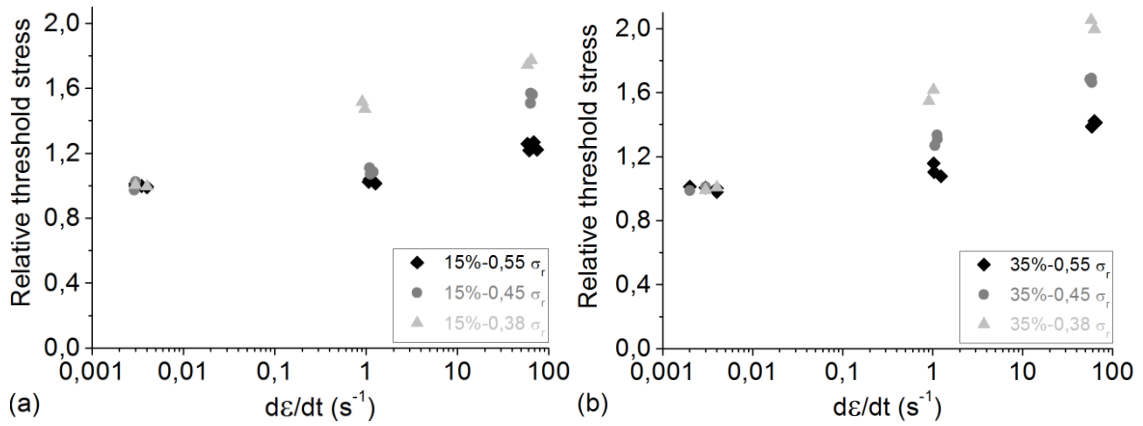 Relative threshold stress
2,0
1,6
1,2
0,8
0,4
0,0
15%-0,55 σr
15%-0,45 σr
15%-0,38 σr
0,001 0,01 0,1 1 10 100
(a) dε/dt (s⁻¹)
Relative threshold stress
2,0
1,6
1,2
0,8
0,4
0,0
35%-0,55 σr
35%-0,45 σr
35%-0,38 σr
0,001 0,01 0,1 1 10 100
(b) dε/dt (s⁻¹)